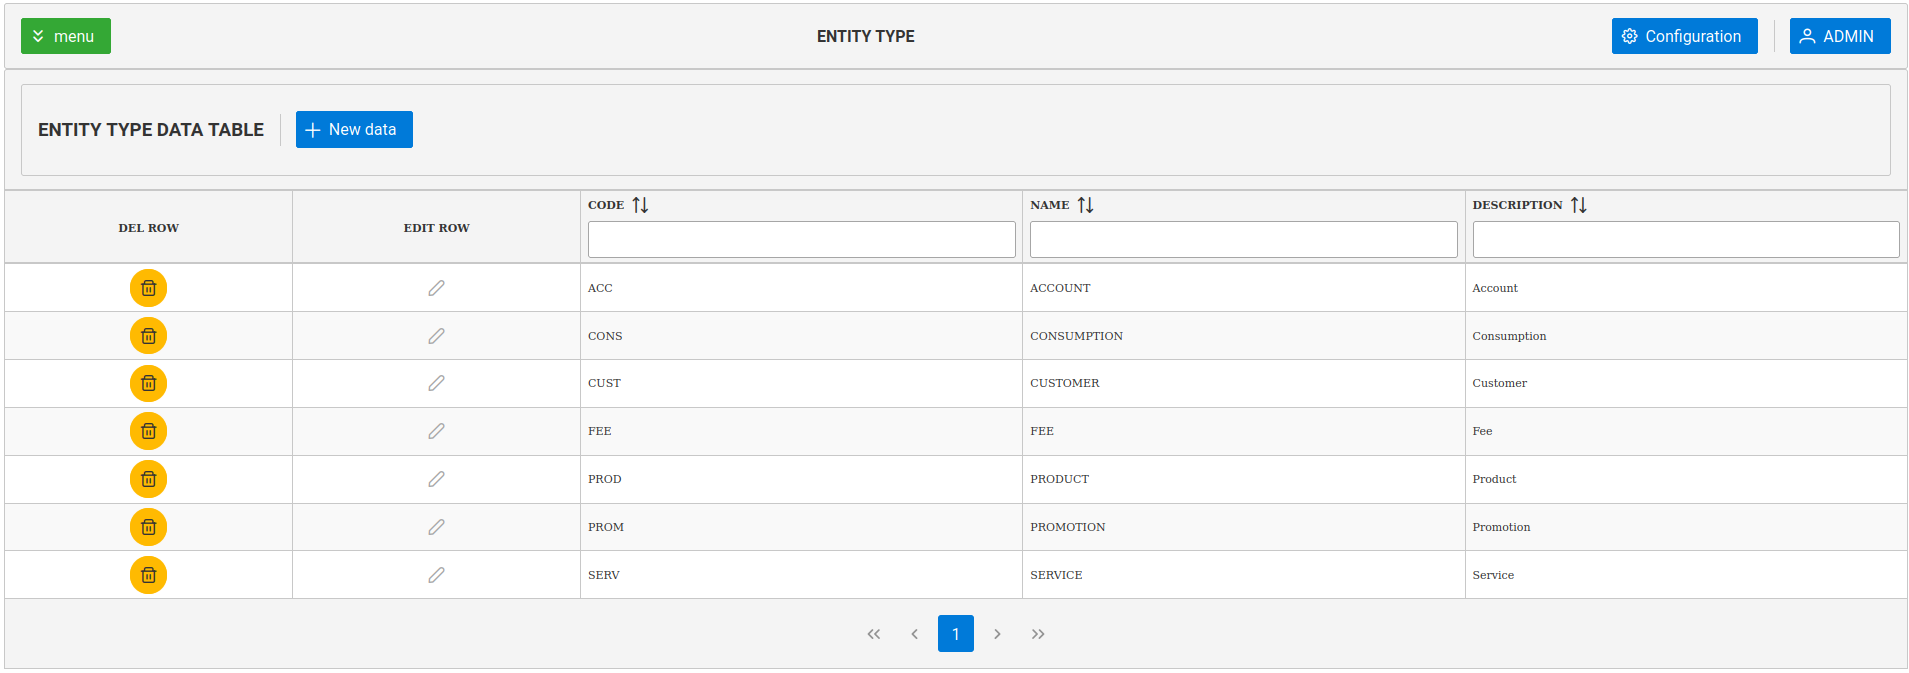 menu ENTITY TYPE Configuration ADMIN
ENTITY TYPE DATA TABLE New data
DEL ROW EDIT ROW CODE NAME DESCRIPTION
ACC ACCOUNT Account
CONS CONSUMPTION Consumption
CUST CUSTOMER Customer
FEE FEE Fee
PROD PRODUCT Product
PROM PROMOTION Promotion
SERV SERVICE Service
1